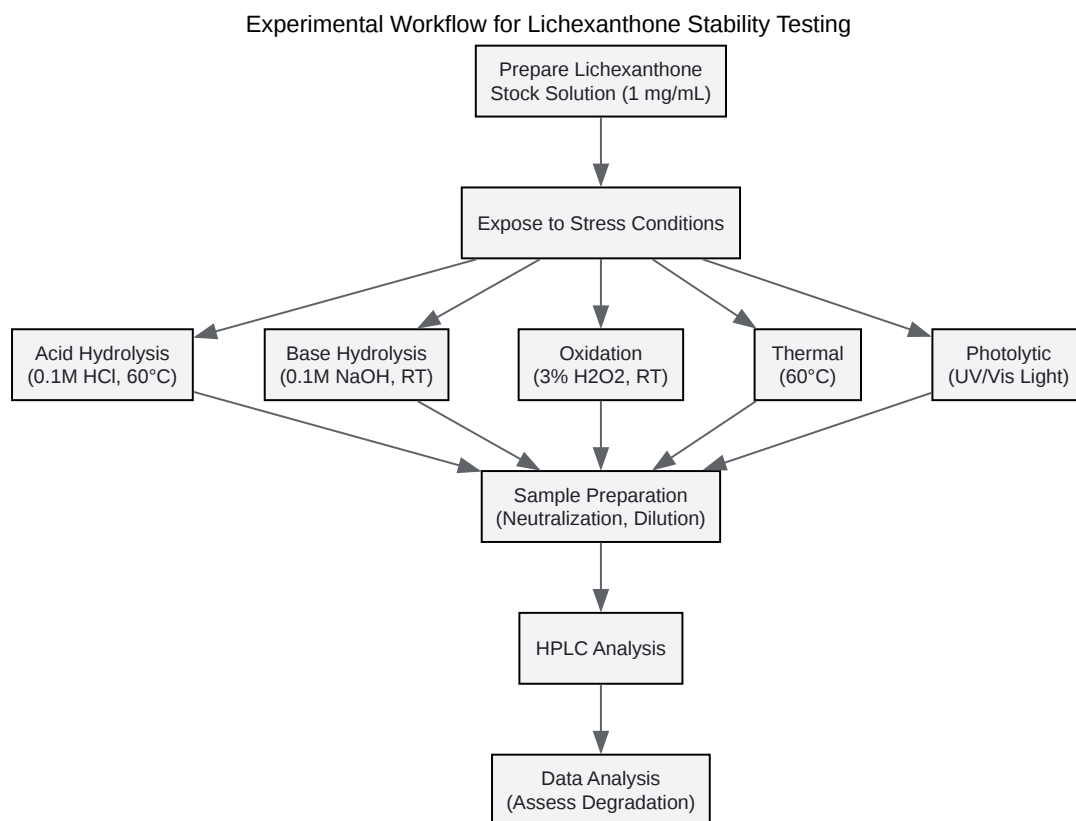 Experimental Workflow for Lichexanthone Stability Testing
Prepare Lichexanthone
Stock Solution (1 mg/mL)
Expose to Stress Conditions
Acid Hydrolysis
(0.1M HCl, 60°C)
Base Hydrolysis
(0.1M NaOH, RT)
Oxidation
(3% H2O2, RT)
Thermal
(60°C)
Photolytic
(UV/Vis Light)
Sample Preparation
(Neutralization, Dilution)
HPLC Analysis
Data Analysis
(Assess Degradation)